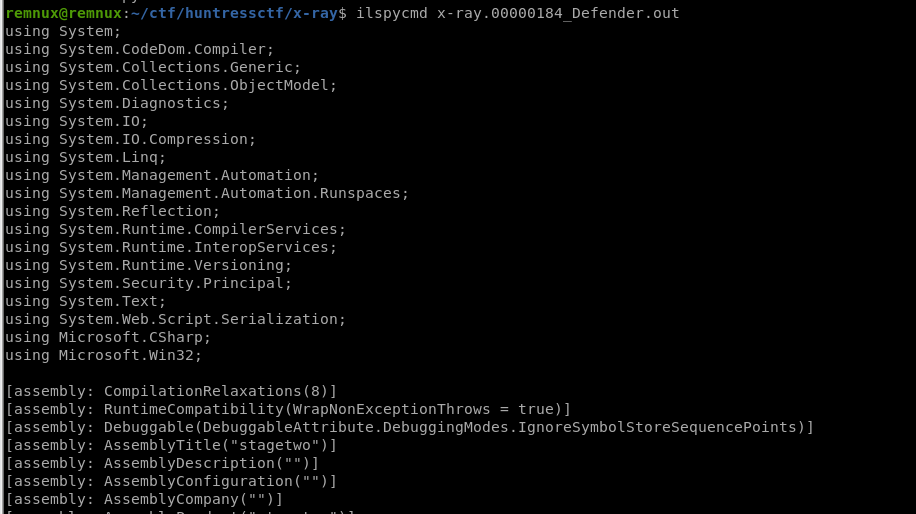 remnux@remnux:~/ctf/huntressctf/x-ray$ ilspycmd x-ray.00000184_Defender.out
using System;
using System.CodeDom.Compiler;
using System.Collections.Generic;
using System.Collections.ObjectModel;
using System.Diagnostics;
using System.IO;
using System.IO.Compression;
using System.Linq;
using System.Management.Automation;
using System.Management.Automation.Runspaces;
using System.Reflection;
using System.Runtime.CompilerServices;
using System.Runtime.InteropServices;
using System.Runtime.Versioning;
using System.Security.Principal;
using System.Text;
using System.Web.Script.Serialization;
using Microsoft.CSharp;
using Microsoft.Win32;
[assembly: CompilationRelaxations(8)]
[assembly: RuntimeCompatibility(WrapNonExceptionThrows = true)]
[assembly: Debuggable(DebuggableAttribute.DebuggingModes.IgnoreSymbolStoreSequencePoints)]
[assembly: AssemblyTitle("stagetwo")]
[assembly: AssemblyDescription("")]
[assembly: AssemblyConfiguration("")]
[assembly: AssemblyCompany("")]